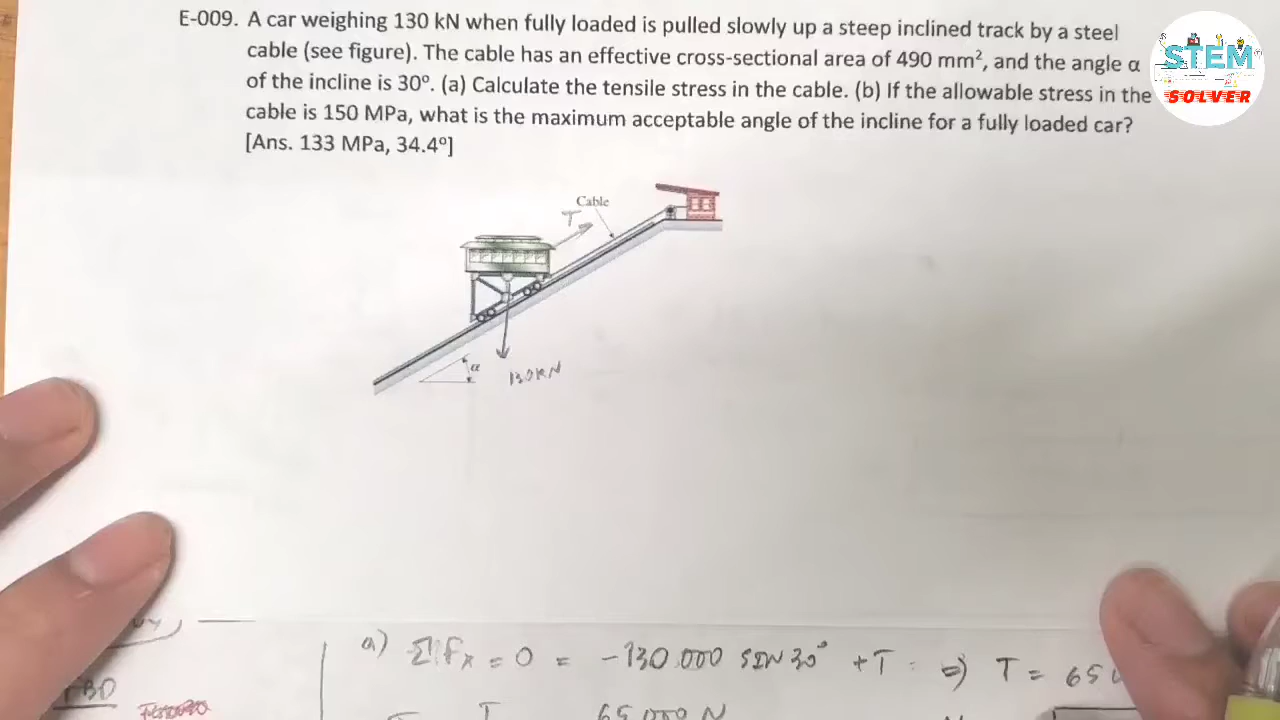 E-009. A car weighing 130 kN when fully loaded is pulled slowly up a steep inclined track by a steel
cable (see figure). The cable has an effective cross-sectional area of 490 mm², and the angle α
of the incline is 30º. (a) Calculate the tensile stress in the cable. (b) If the allowable stress in the
cable is 150 MPa, what is the maximum acceptable angle of the incline for a fully loaded car?
[Ans. 133 MPa, 34.4º]
STEM
SOLVER
Cable
T
α
130KN
a) ΣFx = 0 = -130 000 SIN 30° + T => T = 65
FBD
T 65 000 N